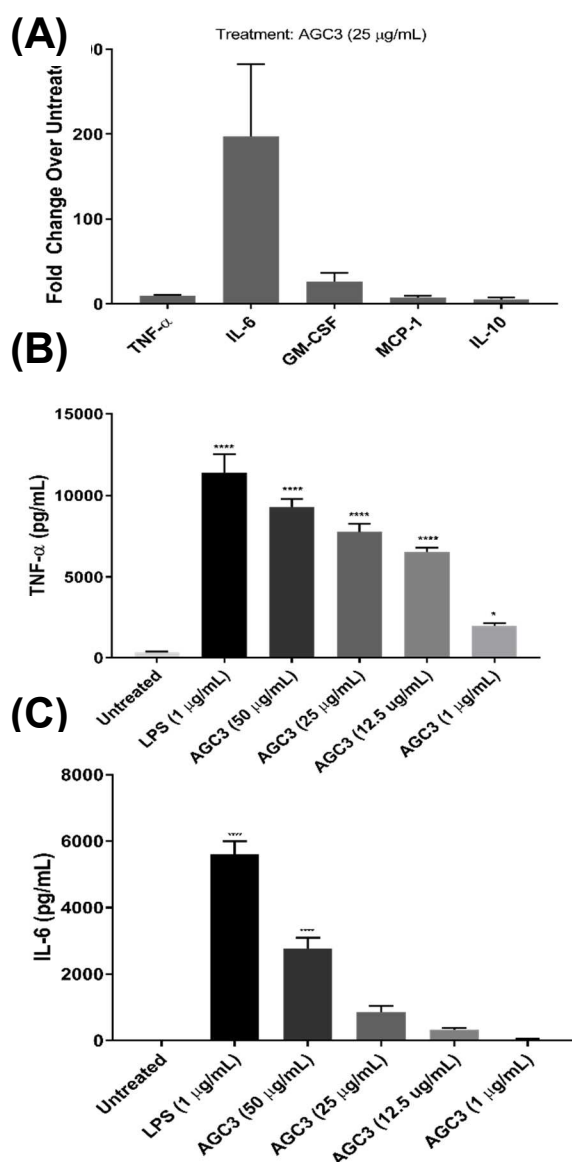 (A)
Treatment: AGC3 (25 μg/mL)
Fold Change Over
200
100
0
TNF-α
IL-6
GM-CSF
MCP-1
IL-10
(B)
TNF-α (pg/mL)
15000
10000
5000
0
****
****
****
****
*
Untreated
LPS (1 μg/mL)
AGC3 (50 μg/mL)
AGC3 (25 μg/mL)
AGC3 (12.5 ug/mL)
AGC3 (1 μg/mL)
(C)
IL-6 (pg/mL)
8000
6000
4000
2000
0
****
****
Untreated
LPS (1 μg/mL)
AGC3 (50 μg/mL)
AGC3 (25 μg/mL)
AGC3 (12.5 ug/mL)
AGC3 (1 μg/mL)